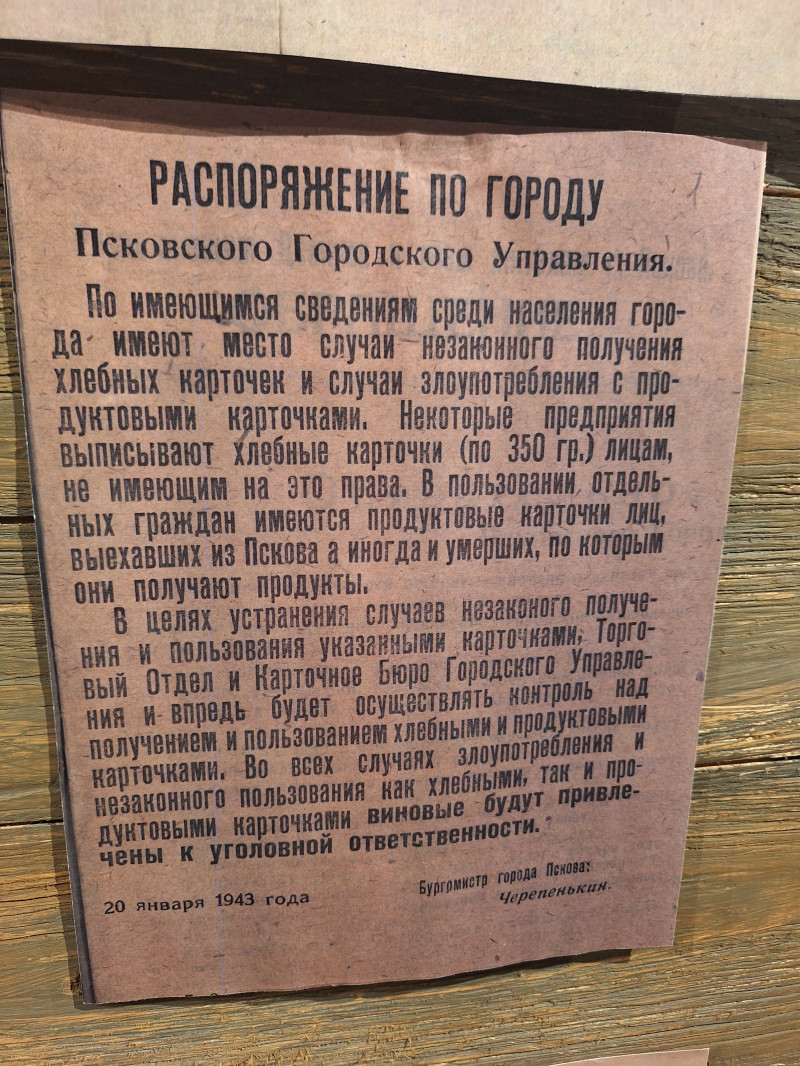 1
РАСПОРЯЖЕНИЕ ПО ГОРОДУ
Псковского Городского Управления.
По имеющимся сведениям среди населения горо-
да имеют место случаи незаконного получения
хлебных карточек и случаи злоупотребления с про-
дуктовыми карточками. Некоторые предприятия
выписывают хлебные карточки (по 350 гр.) лицам,
не имеющим на это права. В пользовании отдель-
ных граждан имеются продуктовые карточки лиц,
выехавших из Пскова а иногда и умерших, по которым
они получают продукты.
В целях устранения случаев незаконого получе-
ния и пользования указанными карточками, Торго-
вый Отдел и Карточное Бюро Городского Управле-
ния и впредь будет осуществлять контроль над
получением и пользованием хлебными и продуктовыми
карточками. Во всех случаях злоупотребления и
незаконного пользования как хлебными, так и про-
дуктовыми карточками виновые будут привле-
чены к уголовной ответственности.
20 января 1943 года
Бургомистр города Пскова:
Черепенькин.